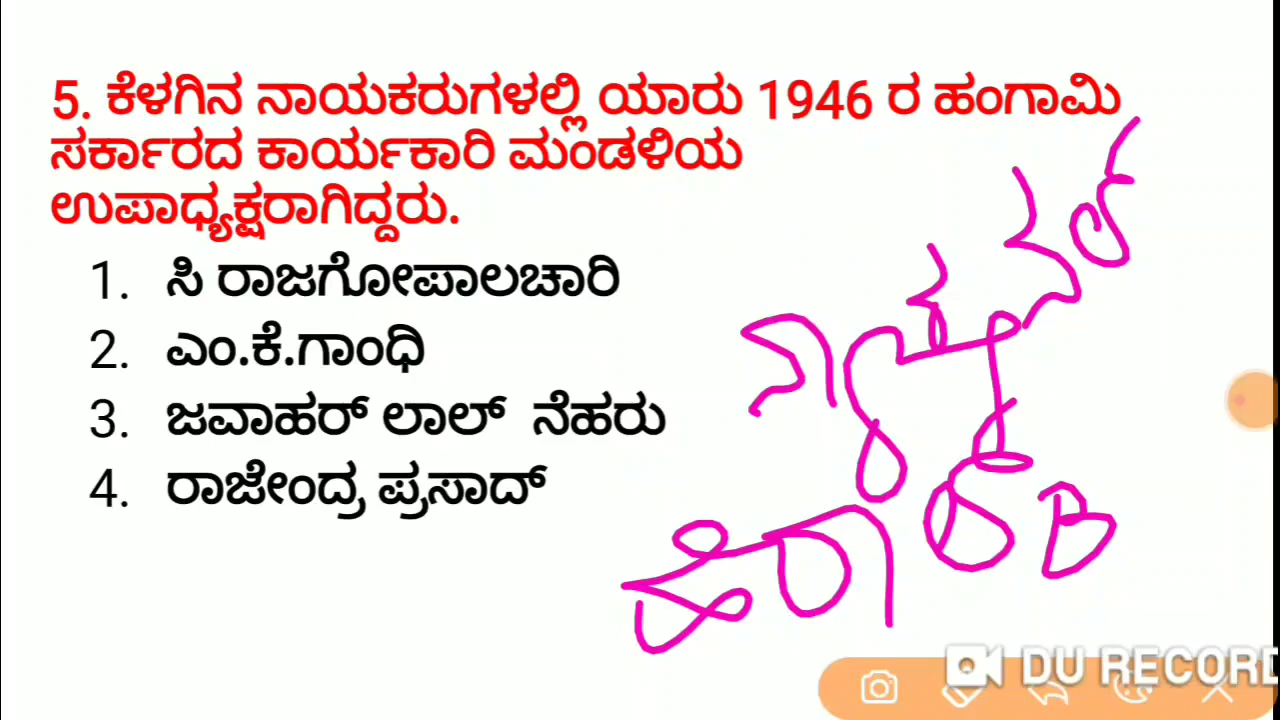 5. ಕೆಳಗಿನ ನಾಯಕರುಗಳಲ್ಲಿ ಯಾರು 1946 ರ ಹಂಗಾಮಿ
ಸರ್ಕಾರದ ಕಾರ್ಯಕಾರಿ ಮಂಡಳಿಯ
ಉಪಾಧ್ಯಕ್ಷರಾಗಿದ್ದರು.
1. ಸಿ ರಾಜಗೋಪಾಲಚಾರಿ
2. ಎಂ.ಕೆ.ಗಾಂಧಿ
3. ಜವಾಹರ್ ಲಾಲ್ ನೆಹರು
4. ರಾಜೇಂದ್ರ ಪ್ರಸಾದ್
DU RECORD